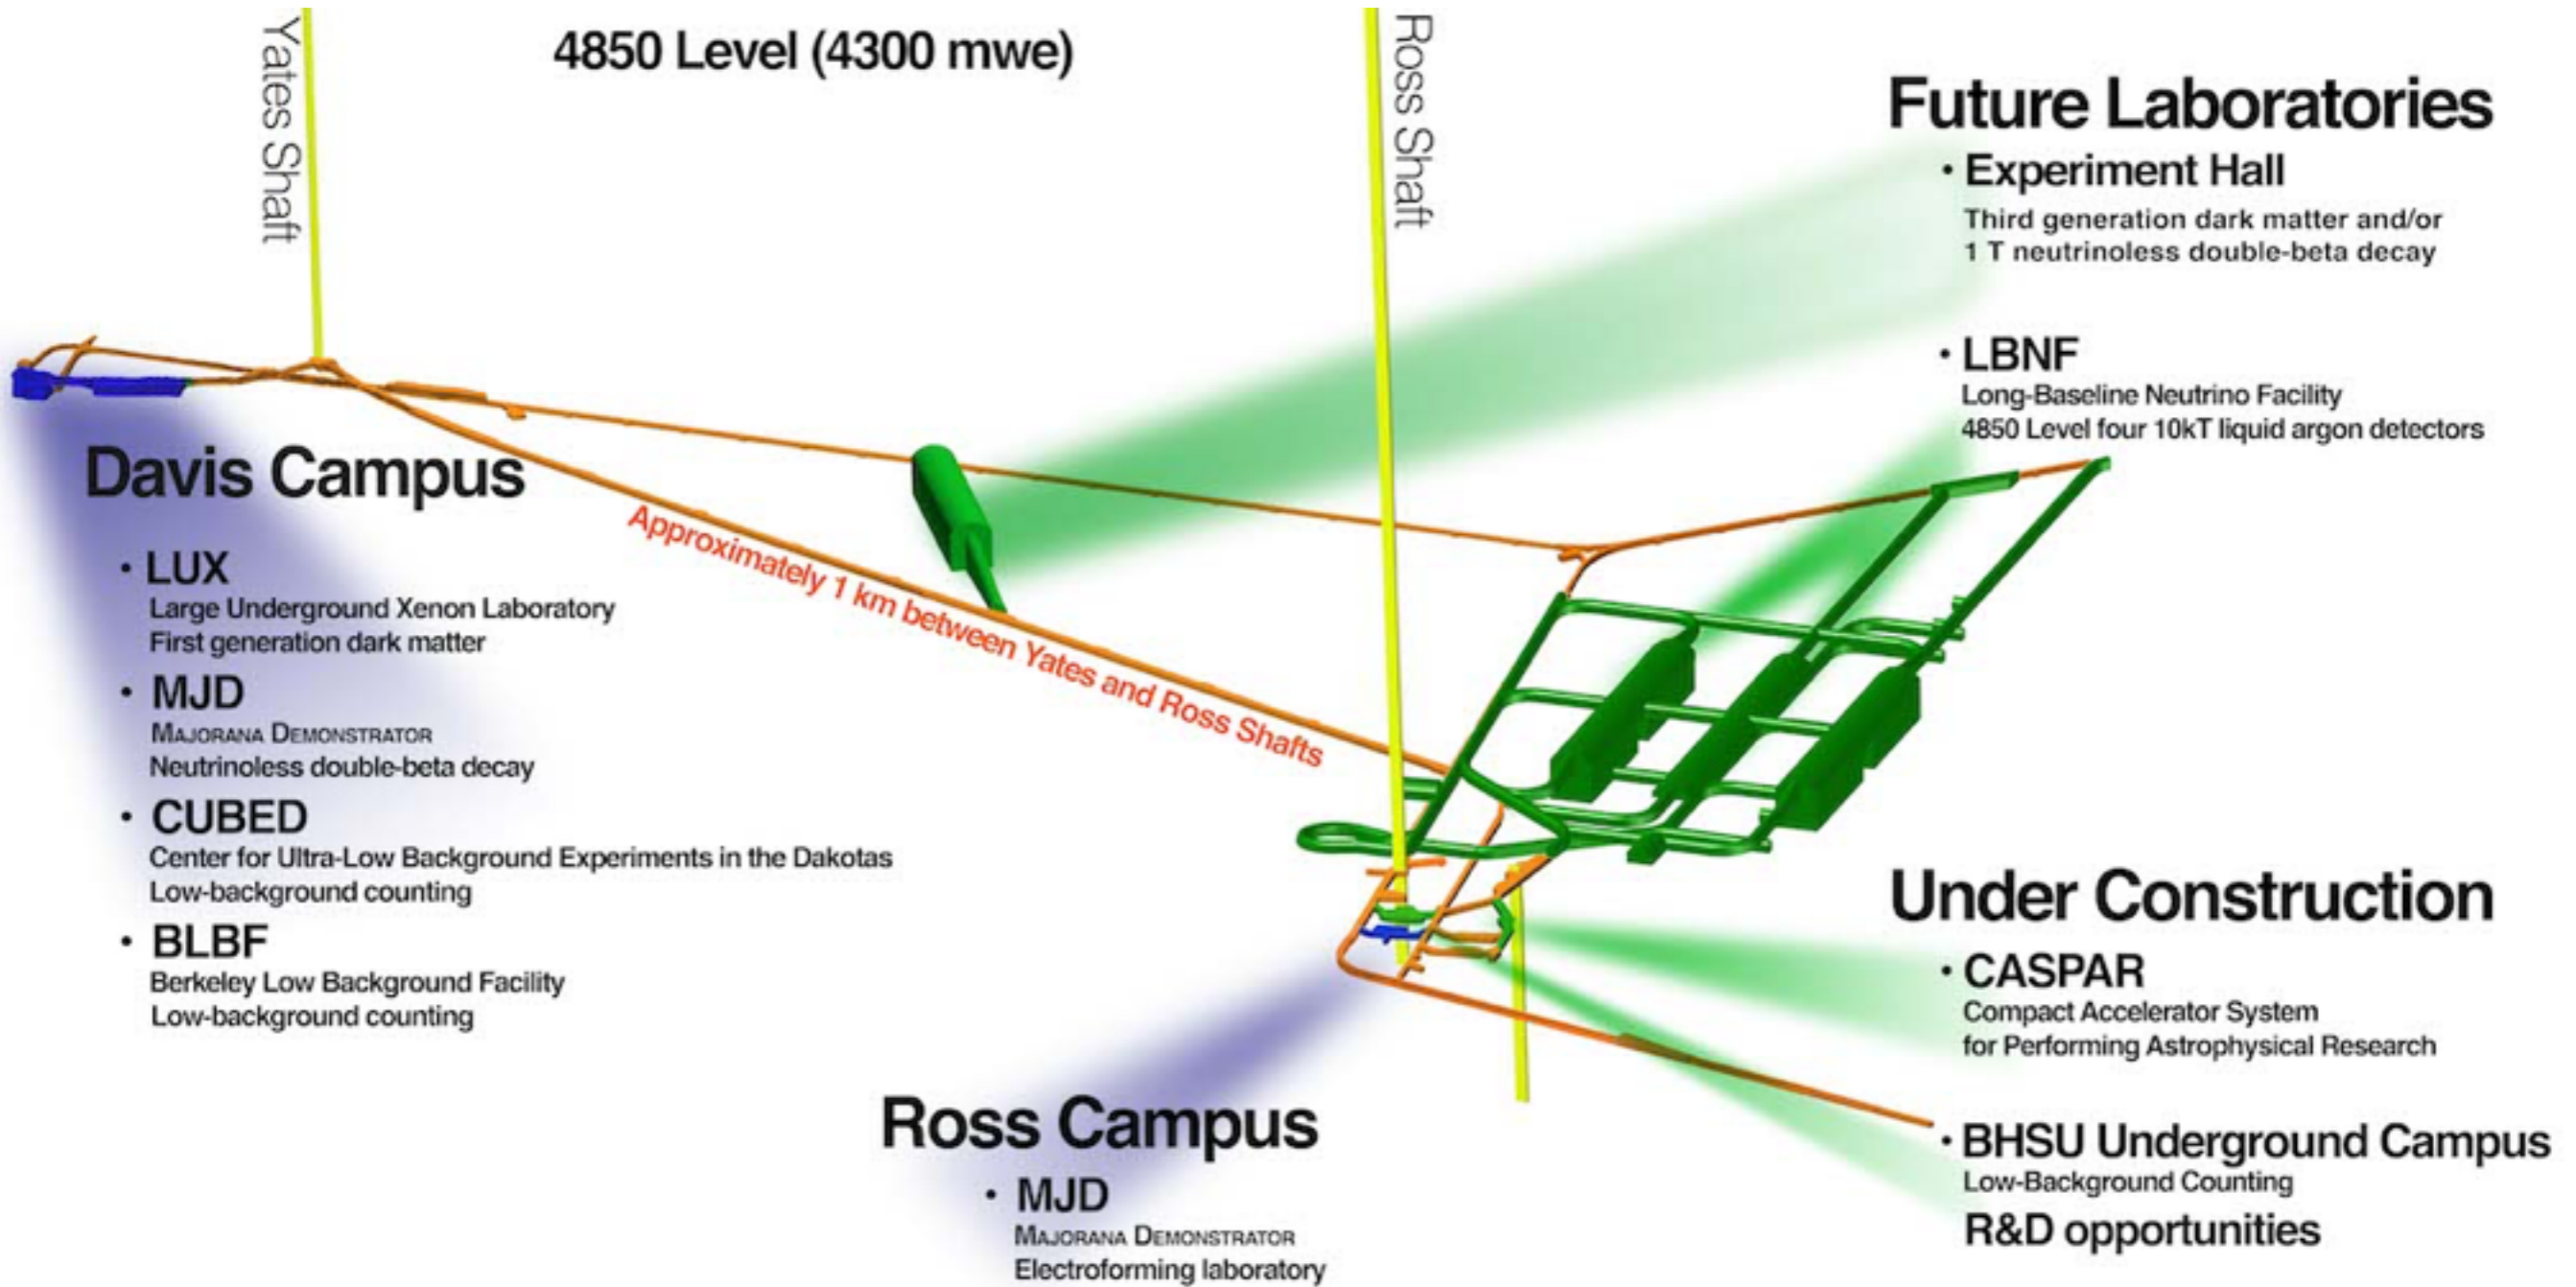 Yates Shaft
4850 Level (4300 mwe)
Ross Shaft
Future Laboratories
• Experiment Hall
Third generation dark matter and/or
1 T neutrinoless double-beta decay
• LBNF
Long-Baseline Neutrino Facility
4850 Level four 10kT liquid argon detectors
Davis Campus
• LUX
Large Underground Xenon Laboratory
First generation dark matter
• MJD
MAJORANA DEMONSTRATOR
Neutrinoless double-beta decay
• CUBED
Center for Ultra-Low Background Experiments in the Dakotas
Low-background counting
• BLBF
Berkeley Low Background Facility
Low-background counting
Approximately 1 km between Yates and Ross Shafts
Under Construction
• CASPAR
Compact Accelerator System
for Performing Astrophysical Research
• BHSU Underground Campus
Low-Background Counting
R&D opportunities
Ross Campus
• MJD
MAJORANA DEMONSTRATOR
Electroforming laboratory